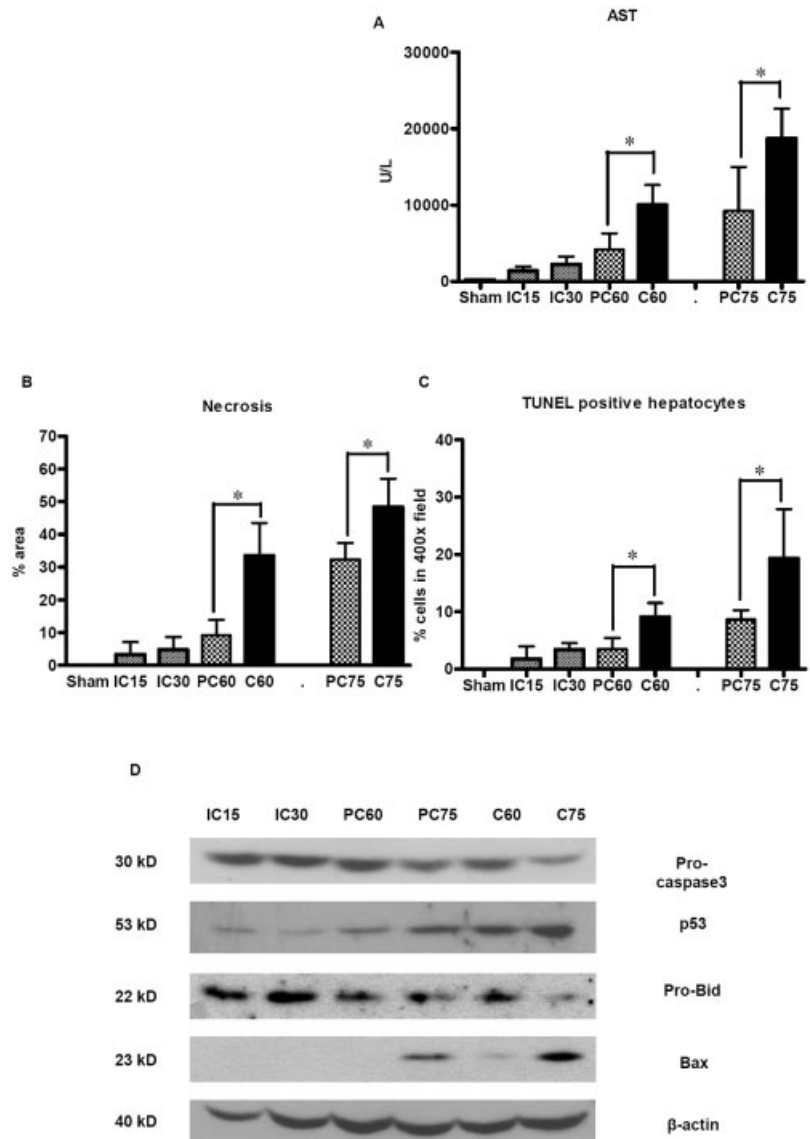 A
AST
30000
20000
10000
0
U/L
Sham IC15 IC30 PC60 C60 . PC75 C75
*
*
B
Necrosis
70
60
50
40
30
20
10
0
% area
Sham IC15 IC30 PC60 C60 . PC75 C75
*
*
C
TUNEL positive hepatocytes
40
30
20
10
0
% cells in 400x field
Sham IC15 IC30 PC60 C60 . PC75 C75
*
*
D
IC15 IC30 PC60 PC75 C60 C75
30 kD
Pro-
caspase3
53 kD p53
22 kD Pro-Bid
23 kD Bax
40 kD β-actin